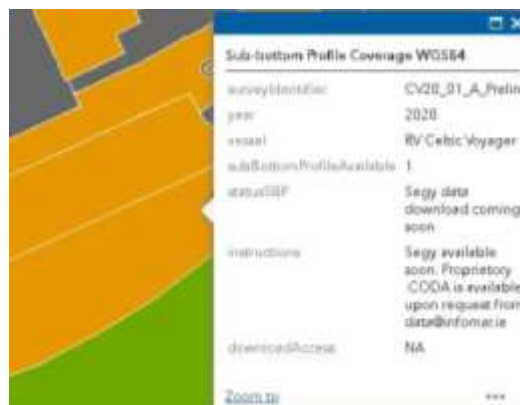 Sub-bottom Profile Coverage WGS84
surveyIdentifier CV20_01_A_Prelim
year 2020
vessel RV Celtic Voyager
subBottomProfileAvailable 1
statusSBP Segy data
download coming
soon
instructions Segy available
soon. Proprietory
.CODA is available
upon request from
data@infomar.ie
downloadAccess NA
Zoom to